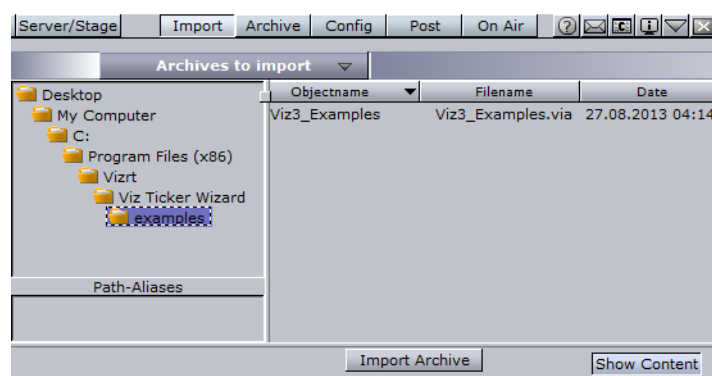 Server/Stage Import Archive Config Post On Air
Archives to import
Objectname Filename Date
Desktop
Viz3_Examples Viz3_Examples.via 27.08.2013 04:14
My Computer
C:
Program Files (x86)
Vizrt
Viz Ticker Wizard
examples
Path-Aliases
Import Archive Show Content